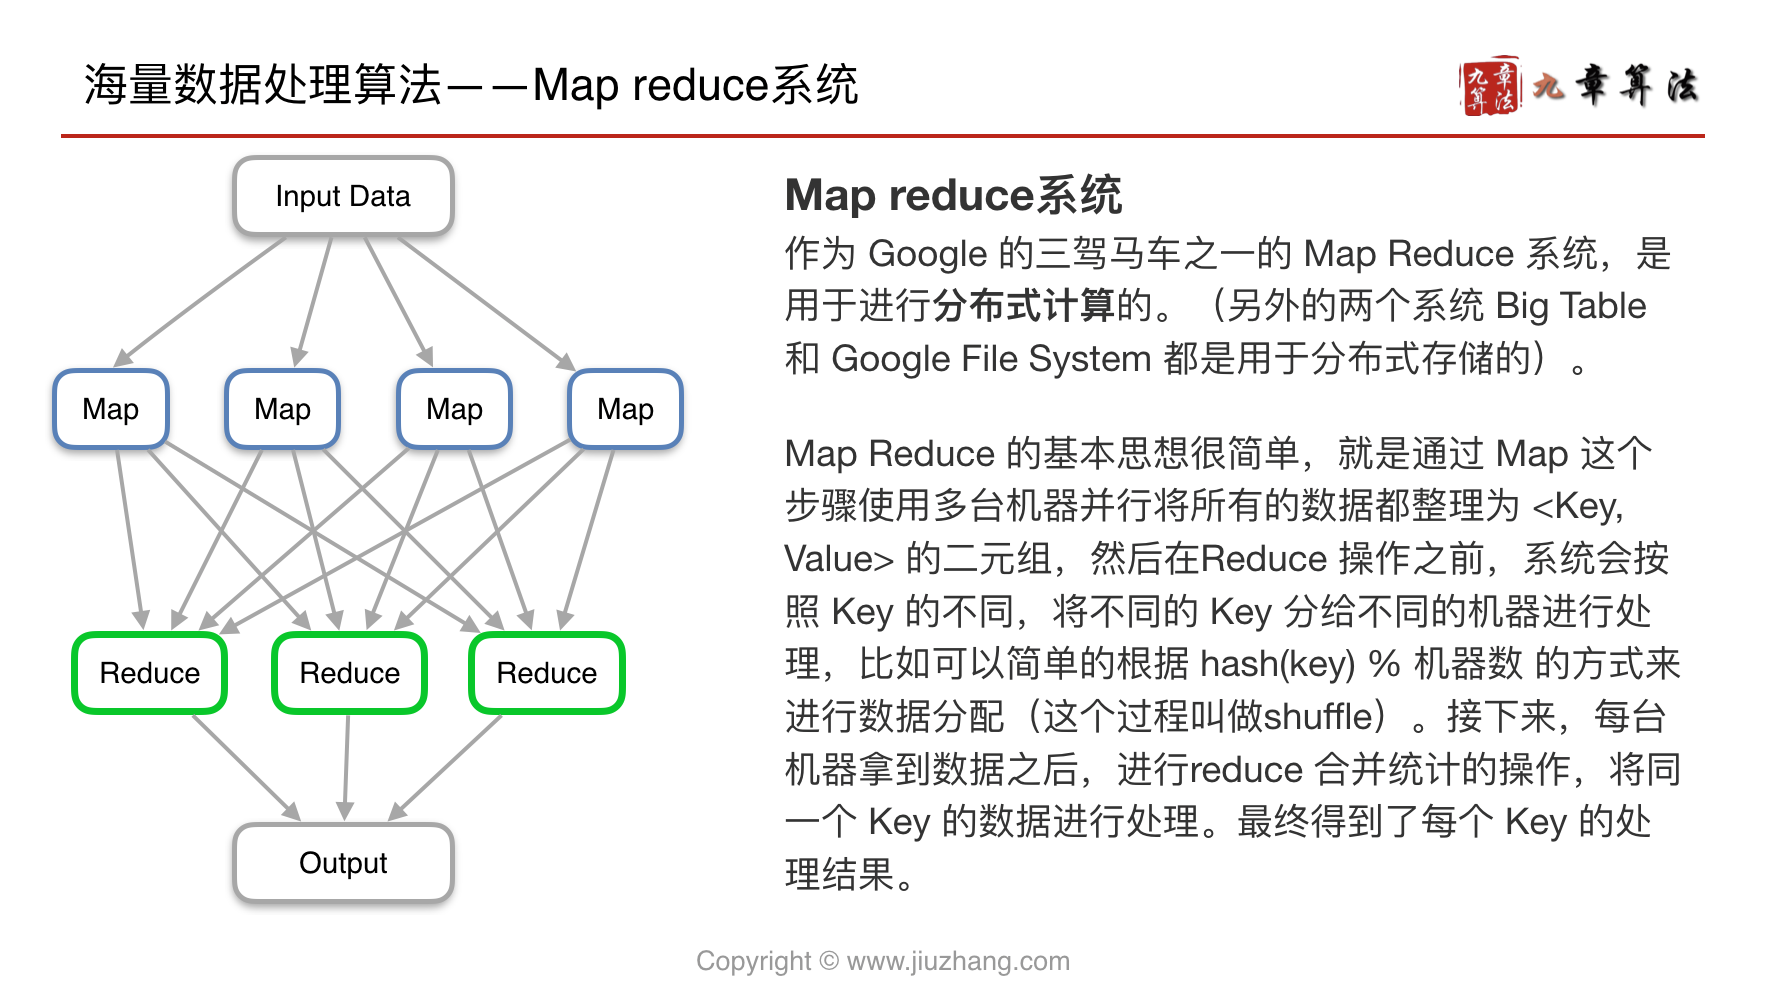 海量数据处理算法——Map reduce系统
九章算法
九章算法
Input Data
Map
Map
Map
Map
Reduce
Reduce
Reduce
Output
Map reduce系统
作为 Google 的三驾马车之一的 Map Reduce 系统，是
用于进行分布式计算的。（另外的两个系统 Big Table
和 Google File System 都是用于分布式存储的）。
Map Reduce 的基本思想很简单，就是通过 Map 这个
步骤使用多台机器并行将所有的数据都整理为 <Key,
Value> 的二元组，然后在Reduce 操作之前，系统会按
照 Key 的不同，将不同的 Key 分给不同的机器进行处
理，比如可以简单的根据 hash(key) % 机器数 的方式来
进行数据分配（这个过程叫做shuffle）。接下来，每台
机器拿到数据之后，进行reduce 合并统计的操作，将同
一个 Key 的数据进行处理。最终得到了每个 Key 的处
理结果。
Copyright © www.jiuzhang.com